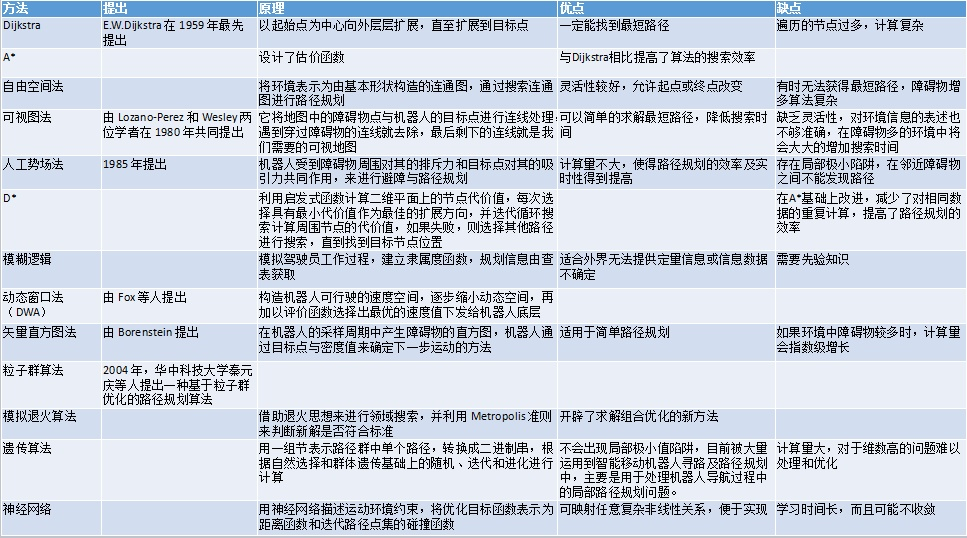 方法 提出 原理 优点 缺点
Dijkstra E.W.Dijkstra 在 1959 年最先 以起始点为中心向外层层扩展，直至扩展到目标点 一定能找到最短路径 遍历的节点过多，计算复杂
提出
A* 设计了估价函数 与Dijkstra相比提高了算法的搜索效率
自由空间法 将环境表示为由基本形状构造的连通图，通过搜索连通 灵活性较好，允许起点或终点改变 有时无法获得最短路径，障碍物增
图进行路径规划 多算法复杂
可视图法 由 Lozano-Perez 和 Wesley 两 它将地图中的障碍物点与机器人的目标点进行连线处理， 可以简单的求解最短路径，降低搜索时 缺乏灵活性，对环境信息的表述也
位学者在 1980 年共同提出 遇到穿过障碍物的连线就去除，最后剩下的连线就是我 间 也不够准确，在障碍物多的环境中将
们需要的可视地图 会大大的增加搜索时间
人工势场法 1985 年提出 机器人受到障碍物周围对其的排斥力和目标点对其的吸 计算量不大，使得路径规划的效率及实 存在局部极小陷阱，在邻近障碍物
引力共同作用，来进行避障与路径规划 时性得到提高 之间不能发现路径
D* 利用启发式函数计算二维平面上的节点代价值，每次选 在A*基础上改进，减少了对相同
择具有最小代价值作为最佳的扩展方向，并迭代循环搜 数据的重复计算，提高了路径规划的
索计算周围节点的代价值，如果失败，则选择其他路径 效率
进行搜索，直到找到目标节点位置
模糊逻辑 模拟驾驶员工作过程，建立隶属度函数，规划信息由查 适合外界无法提供定量信息或信息数据 需要先验知识
表获取 不确定
动态窗口法 由 Fox 等人提出 构造机器人可行驶的速度空间，逐步缩小动态空间，再
（DWA） 加以评价函数选择出最优的速度值下发给机器人底层
矢量直方图法 由 Borenstein 提出 在机器人的采样周期中产生障碍物的直方图，机器人通 适用于简单路径规划 如果环境中障碍物较多时，计算量
过目标点与密度值来确定下一步运动的方法 会指数级增长
粒子群算法 2004 年，华中科技大学秦元
庆等人提出一种基于粒子群
优化的路径规划算法
模拟退火算法 借助退火思想来进行领域搜索，并利用 Metropolis 准则 开辟了求解组合优化的新方法
来判断新解是否符合标准
遗传算法 用一组节表示路径群中单个路径，转换成二进制串，根 不会出现局部极小值陷阱，目前被大量 计算量大，对于维数高的问题难以
据自然选择和群体遗传基础上的随机、迭代和进化进行 运用到智能移动机器人寻路及路径规划 处理和优化
计算 中，主要是用于处理机器人导航过程中
的局部路径规划问题。
神经网络 用神经网络描述运动环境约束，将优化目标函数表示为 可映射任意复杂非线性关系，便于实现 学习时间长，而且可能不收敛
距离函数和迭代路径点集的碰撞函数